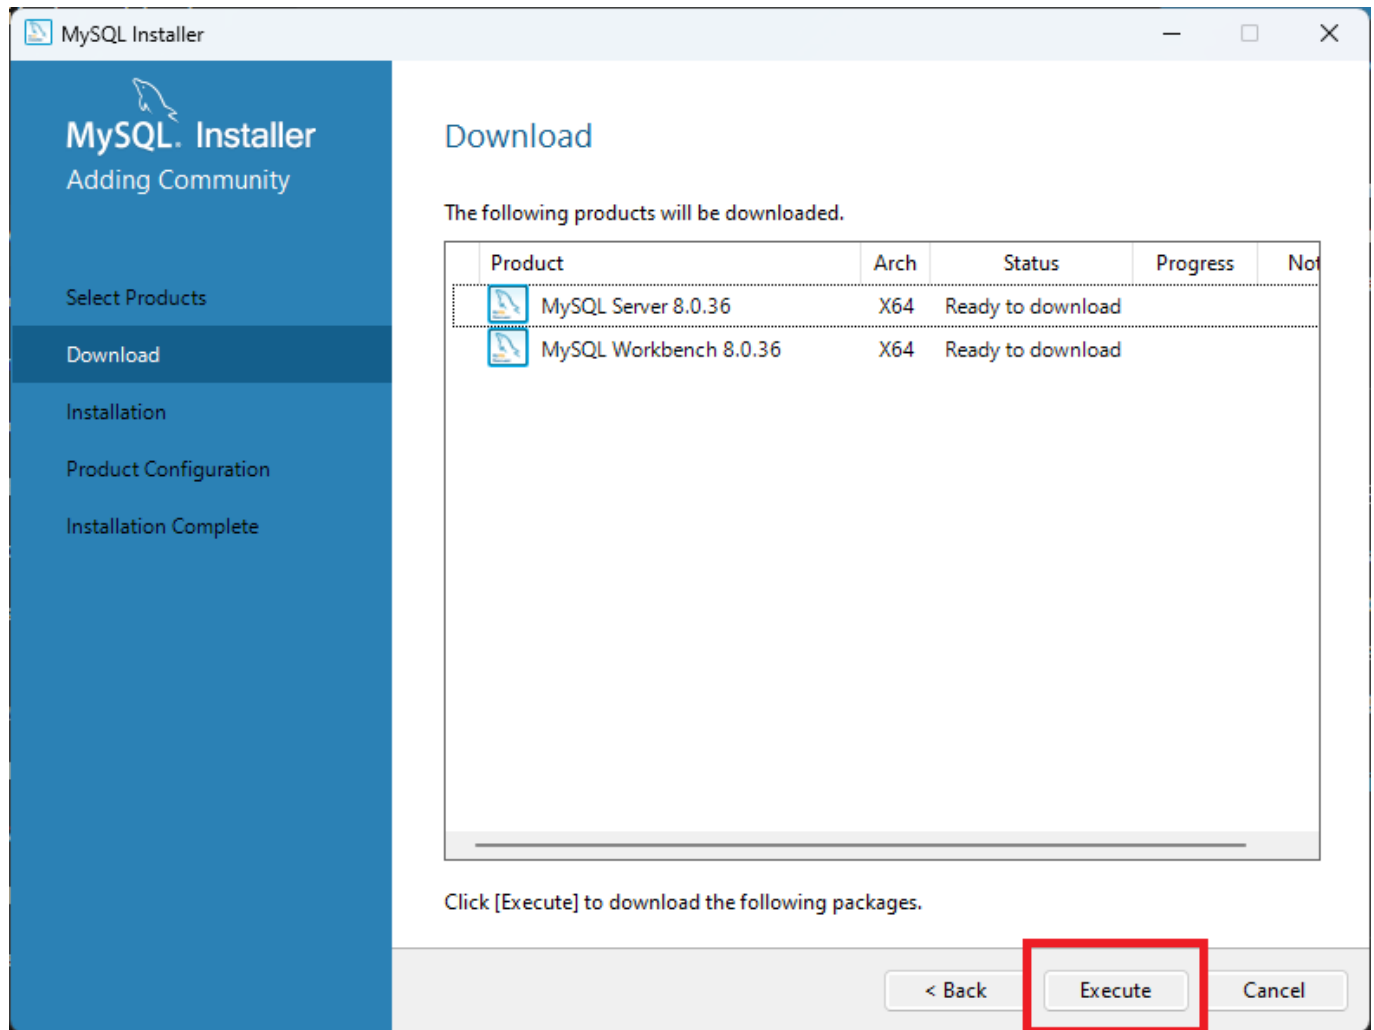 MySQL Installer
MySQL. Installer
Adding Community
Select Products
Download
Installation
Product Configuration
Installation Complete
Download
The following products will be downloaded.
Product Arch Status Progress Not
MySQL Server 8.0.36 X64 Ready to download
MySQL Workbench 8.0.36 X64 Ready to download
Click [Execute] to download the following packages.
< Back Execute Cancel